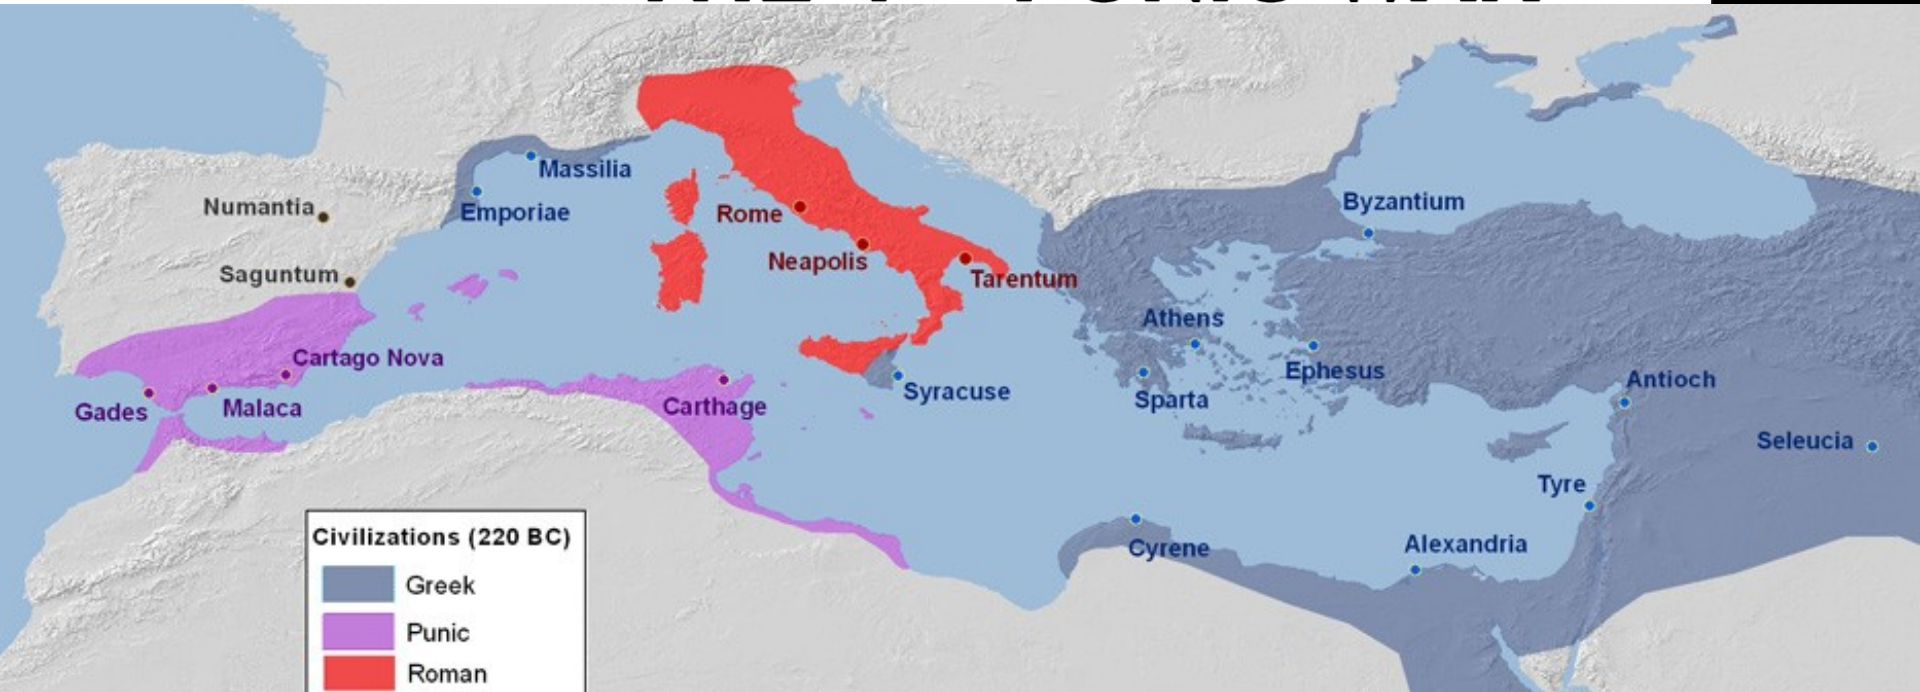 Massilia
Numantia
Emporiae
Rome
Byzantium
Neapolis
Saguntum
Tarentum
Athens
Cartago Nova
Ephesus
Antioch
Gades
Malaca
Carthage
Syracuse
Sparta
Seleucia
Tyre
Cyrene
Alexandria
Civilizations (220 BC)
Greek
Punic
Roman